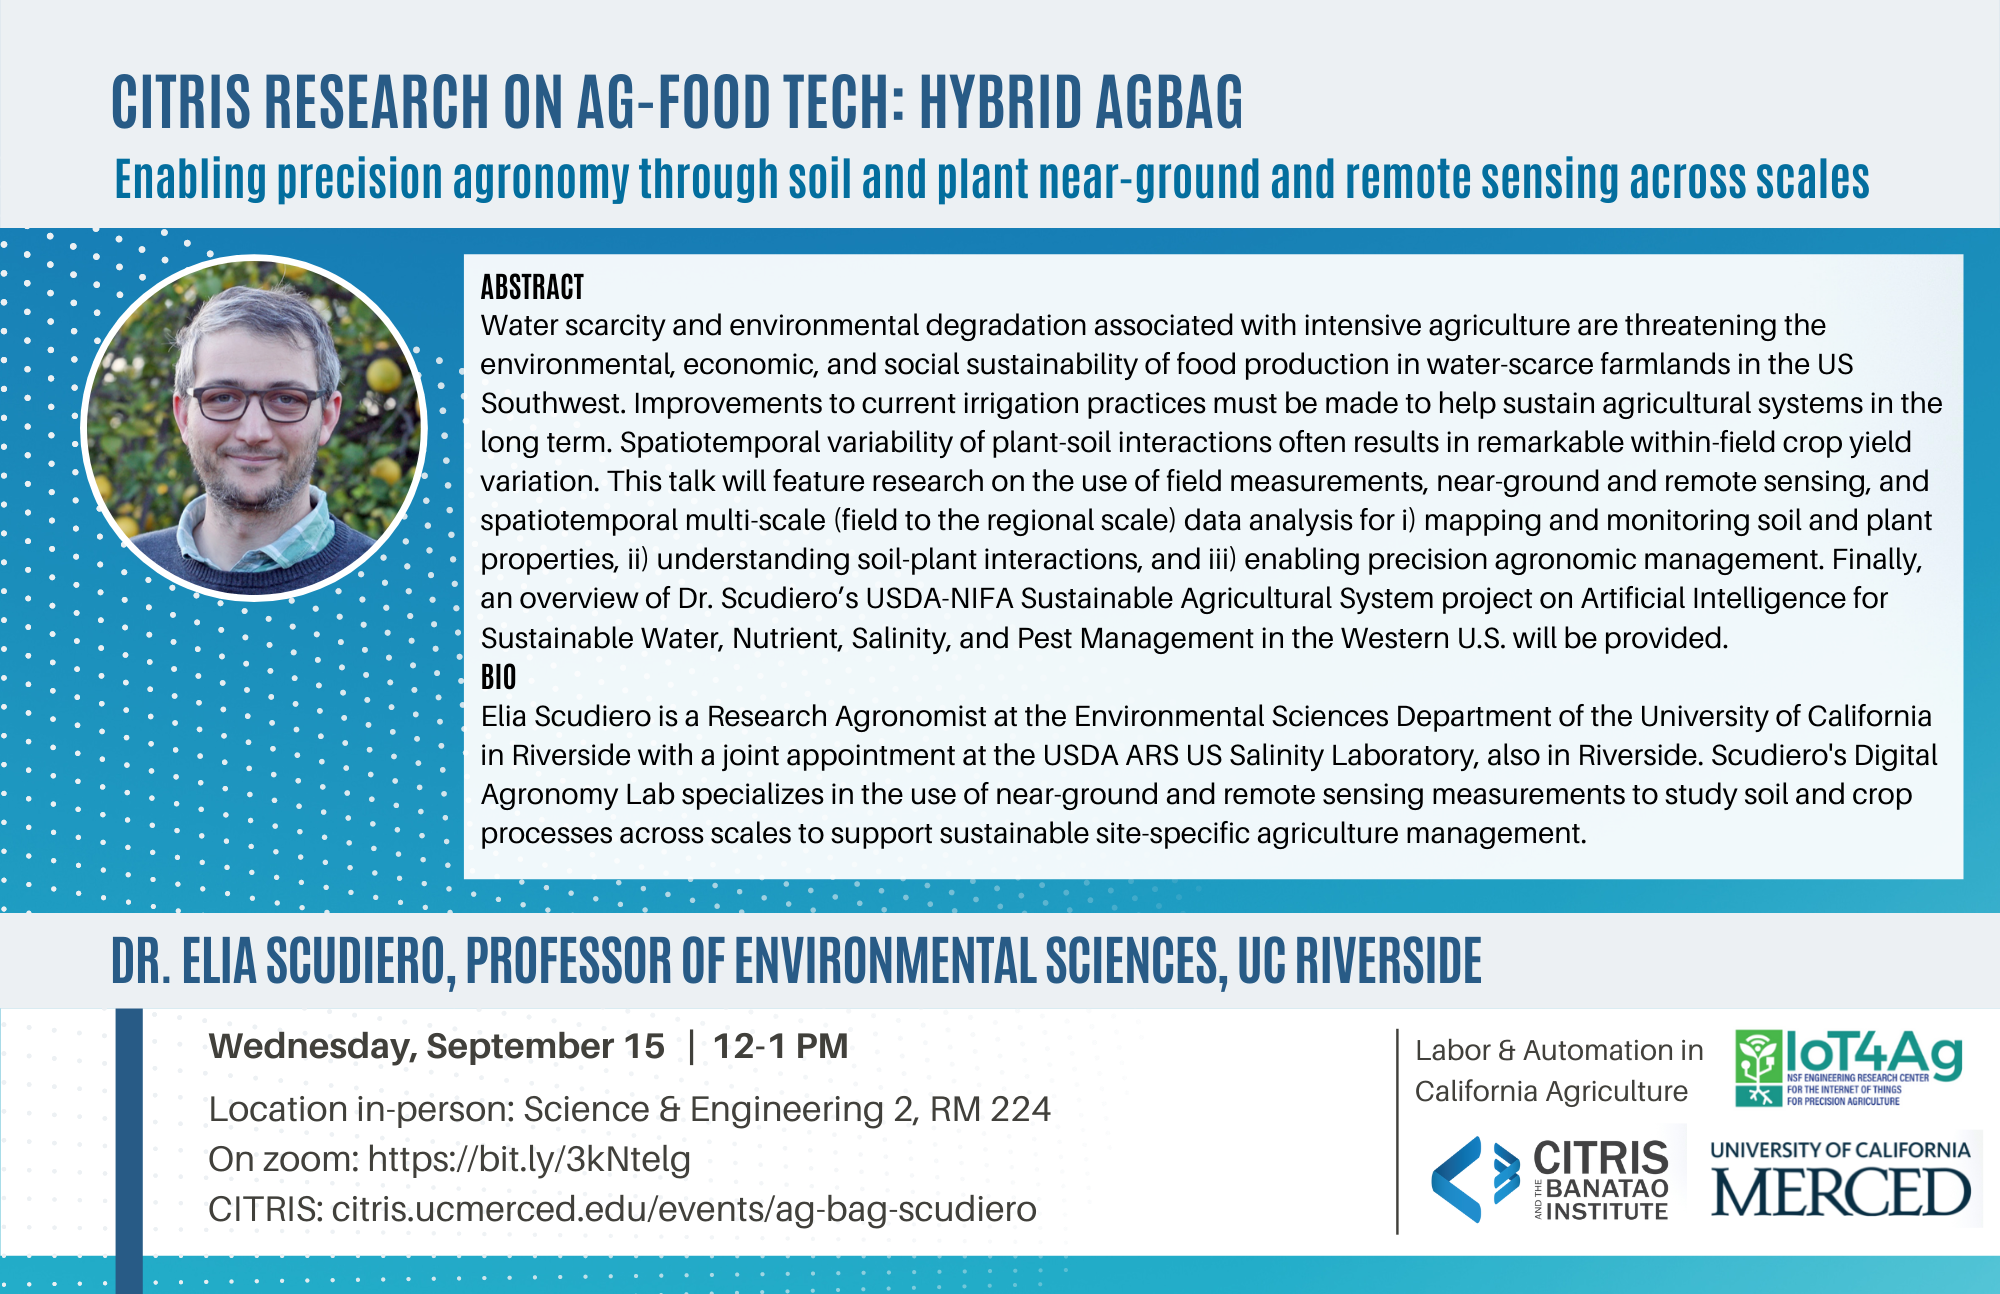 CITRIS RESEARCH ON AG-FOOD TECH: HYBRID AGBAG
Enabling precision agronomy through soil and plant near-ground and remote sensing across scales
ABSTRACT
Water scarcity and environmental degradation associated with intensive agriculture are threatening the
environmental, economic, and social sustainability of food production in water-scarce farmlands in the US
Southwest. Improvements to current irrigation practices must be made to help sustain agricultural systems in the
long term. Spatiotemporal variability of plant-soil interactions often results in remarkable within-field crop yield
variation. This talk will feature research on the use of field measurements, near-ground and remote sensing, and
spatiotemporal multi-scale (field to the regional scale) data analysis for i) mapping and monitoring soil and plant
properties, ii) understanding soil-plant interactions, and iii) enabling precision agronomic management. Finally,
an overview of Dr. Scudiero’s USDA-NIFA Sustainable Agricultural System project on Artificial Intelligence for
Sustainable Water, Nutrient, Salinity, and Pest Management in the Western U.S. will be provided.
BIO
Elia Scudiero is a Research Agronomist at the Environmental Sciences Department of the University of California
in Riverside with a joint appointment at the USDA ARS US Salinity Laboratory, also in Riverside. Scudiero's Digital
Agronomy Lab specializes in the use of near-ground and remote sensing measurements to study soil and crop
processes across scales to support sustainable site-specific agriculture management.
DR. ELIA SCUDIERO, PROFESSOR OF ENVIRONMENTAL SCIENCES, UC RIVERSIDE
Wednesday, September 15 | 12-1 PM
Location in-person: Science & Engineering 2, RM 224
On zoom: https://bit.ly/3kNtelg
CITRIS: citris.ucmerced.edu/events/ag-bag-scudiero
Labor & Automation in
California Agriculture
IoT4Ag
NSF ENGINEERING RESEARCH CENTER
FOR THE INTERNET OF THINGS
FOR PRECISION AGRICULTURE
CITRIS
AND THE BANATAO
INSTITUTE
UNIVERSITY OF CALIFORNIA
MERCED